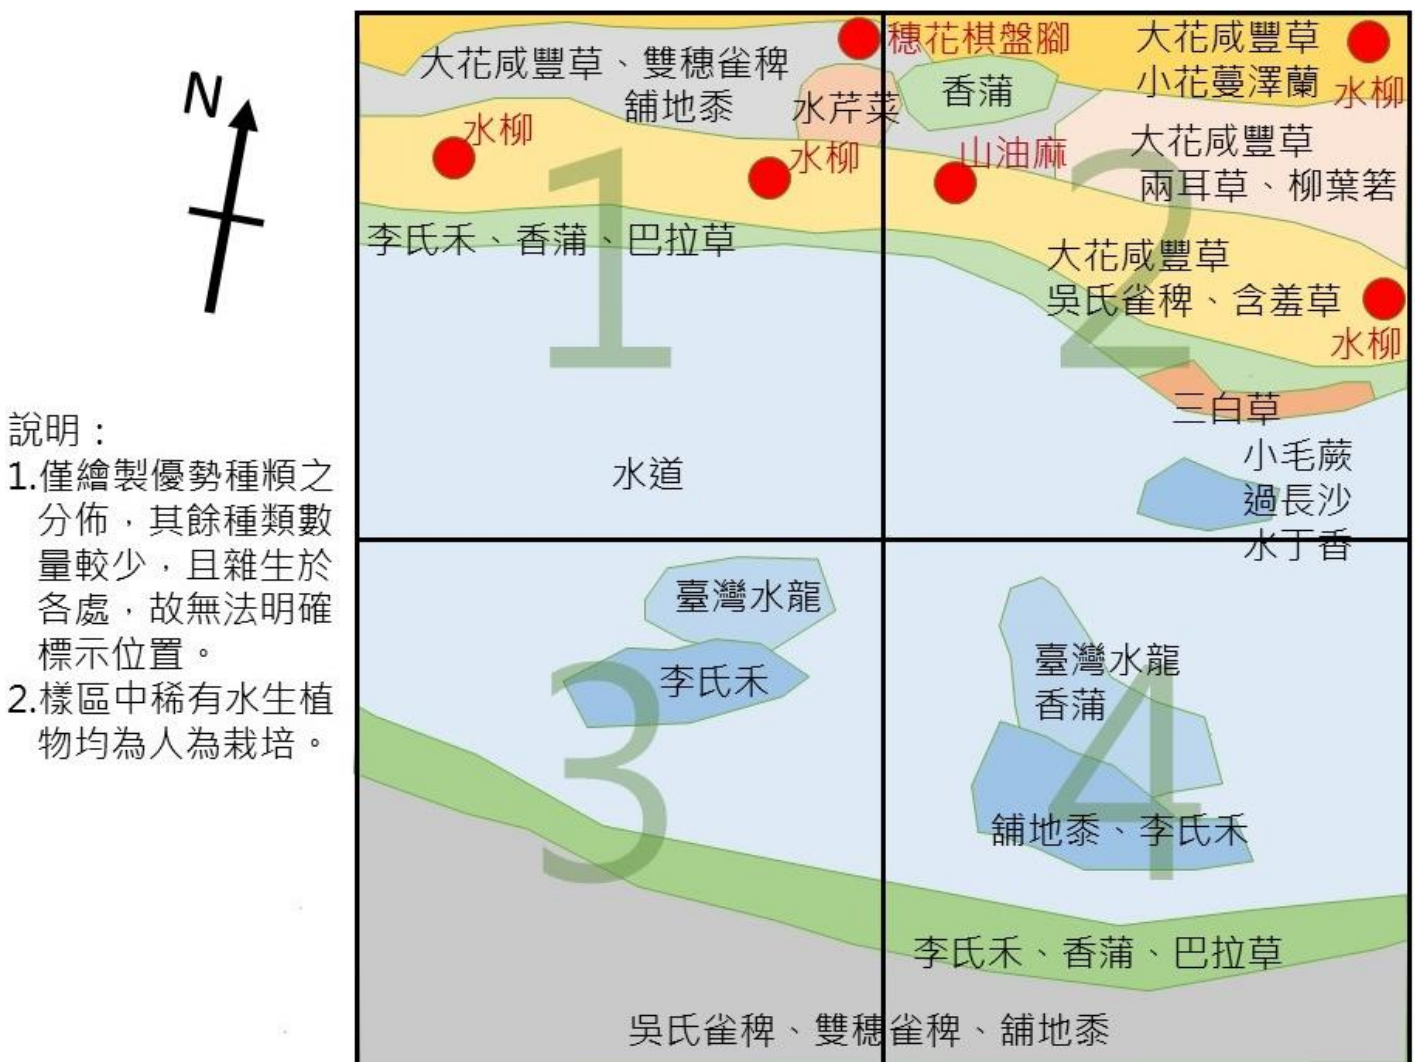 N
說明：
1.僅繪製優勢種類之
分佈，其餘種類數
量較少，且雜生於
各處，故無法明確
標示位置。
2.樣區中稀有水生植
物均為人為栽培。
1
大花咸豐草、雙穗雀稗
舖地黍
水芹菜
穗花棋盤腳
水柳
水柳
李氏禾、香蒲、巴拉草
水道
2
大花咸豐草
小花蔓澤蘭
水柳
香蒲
山油麻
大花咸豐草
兩耳草、柳葉箬
大花咸豐草
吳氏雀稗、含羞草
水柳
三白草
小毛蕨
過長沙
水丁香
3
臺灣水龍
李氏禾
4
臺灣水龍
香蒲
舖地黍、李氏禾
李氏禾、香蒲、巴拉草
吳氏雀稗、雙穗雀稗、舖地黍